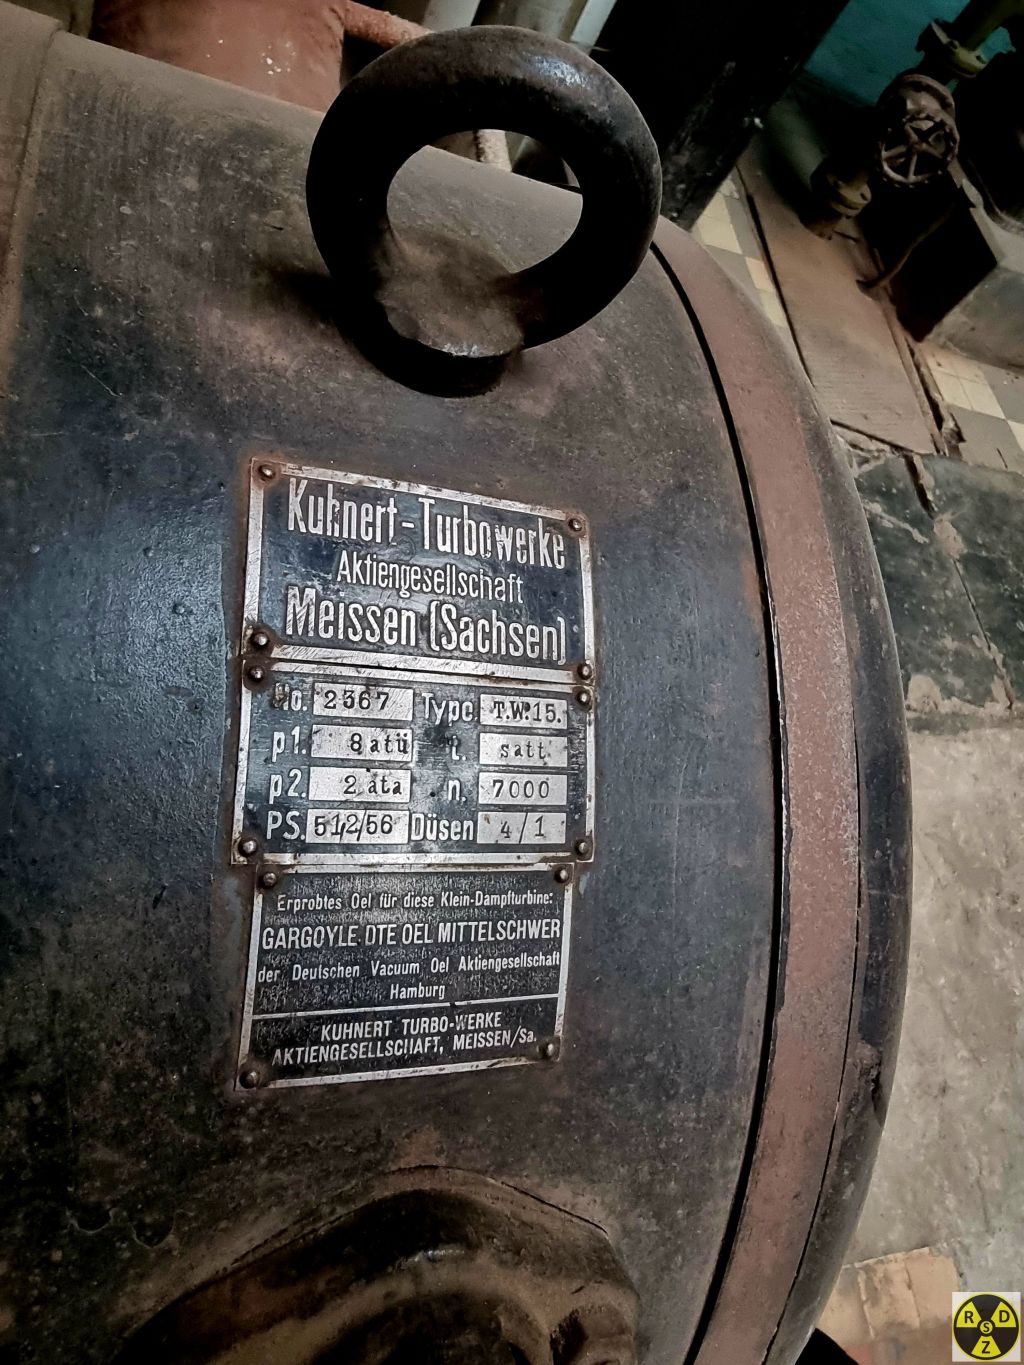 Kuhnert-Turbowerke
Aktiengesellschaft
Meissen (Sachsen)
No. 2367 Type. T.W.15.
p1. 8 atü t. satt.
p2. 2 ata n. 7000
PS. 51,2/56 Düsen 4/1
Erprobtes Oel für diese Klein-Dampfturbine:
GARGOYLE DTE OEL MITTELSCHWER
der Deutschen Vacuum Oel Aktiengesellschaft
Hamburg
KUHNERT TURBO-WERKE
AKTIENGESELLSCHAFT, MEISSEN/Sa.
R D
S
Z